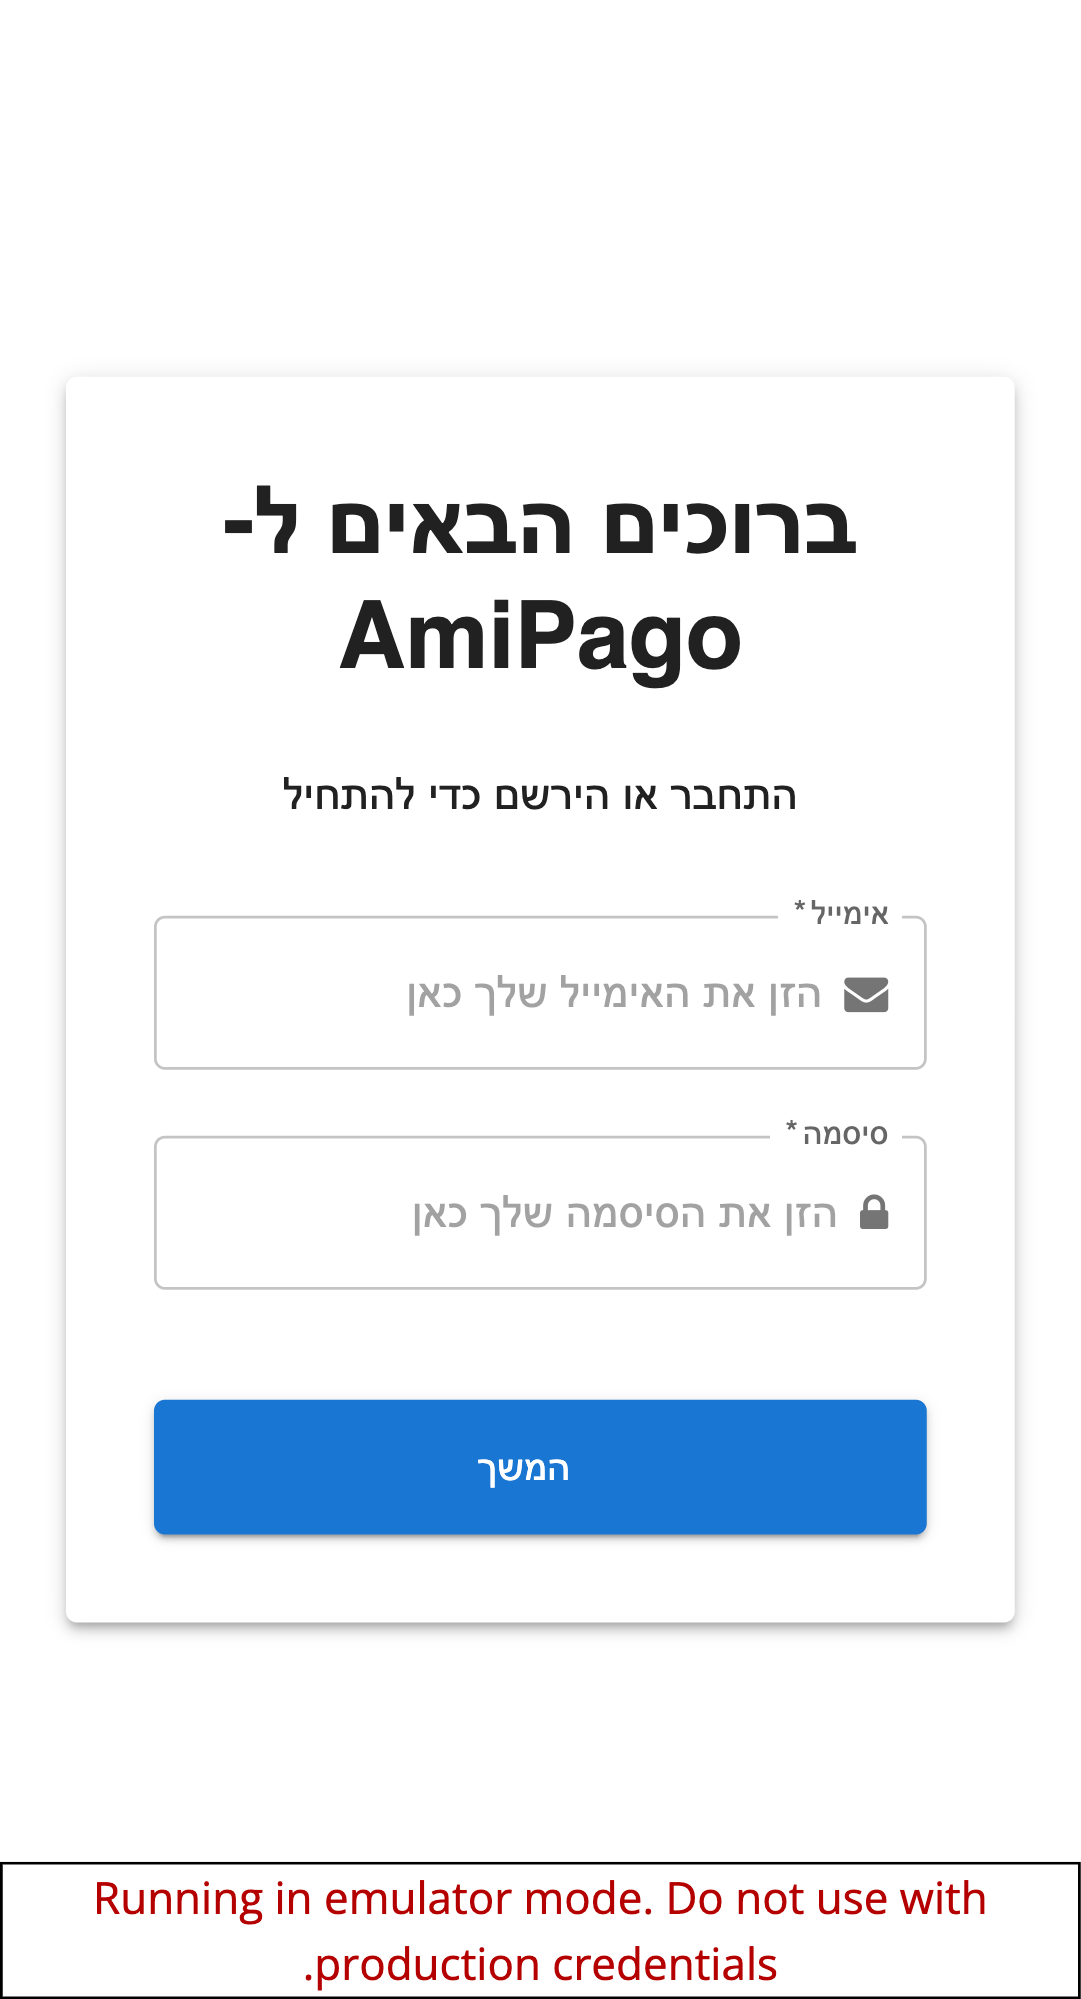 ברוכים הבאים ל-
AmiPago
התחבר או הירשם כדי להתחיל
אימייל *
הזן את האימייל שלך כאן
סיסמה *
הזן את הסיסמה שלך כאן
המשך
Running in emulator mode. Do not use with
.production credentials